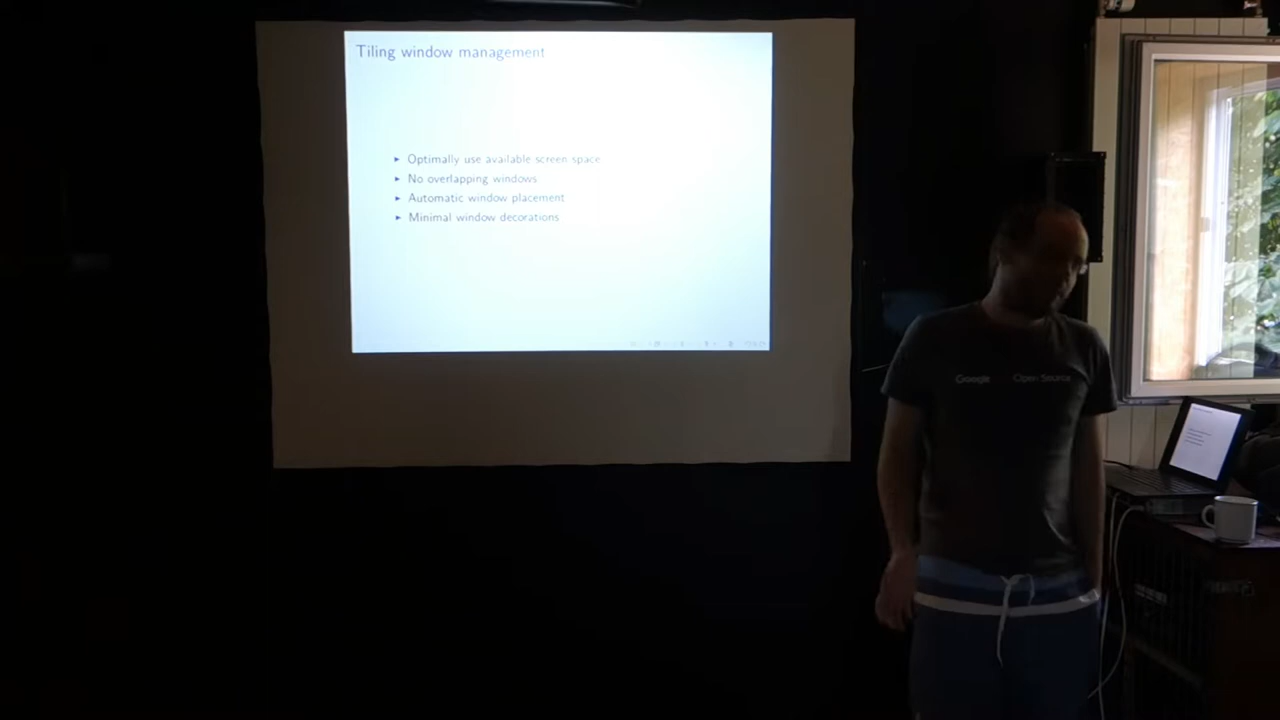 Tiling window management
Optimally use available screen space
No overlapping windows
Automatic window placement
Minimal window decorations
Google Open Source